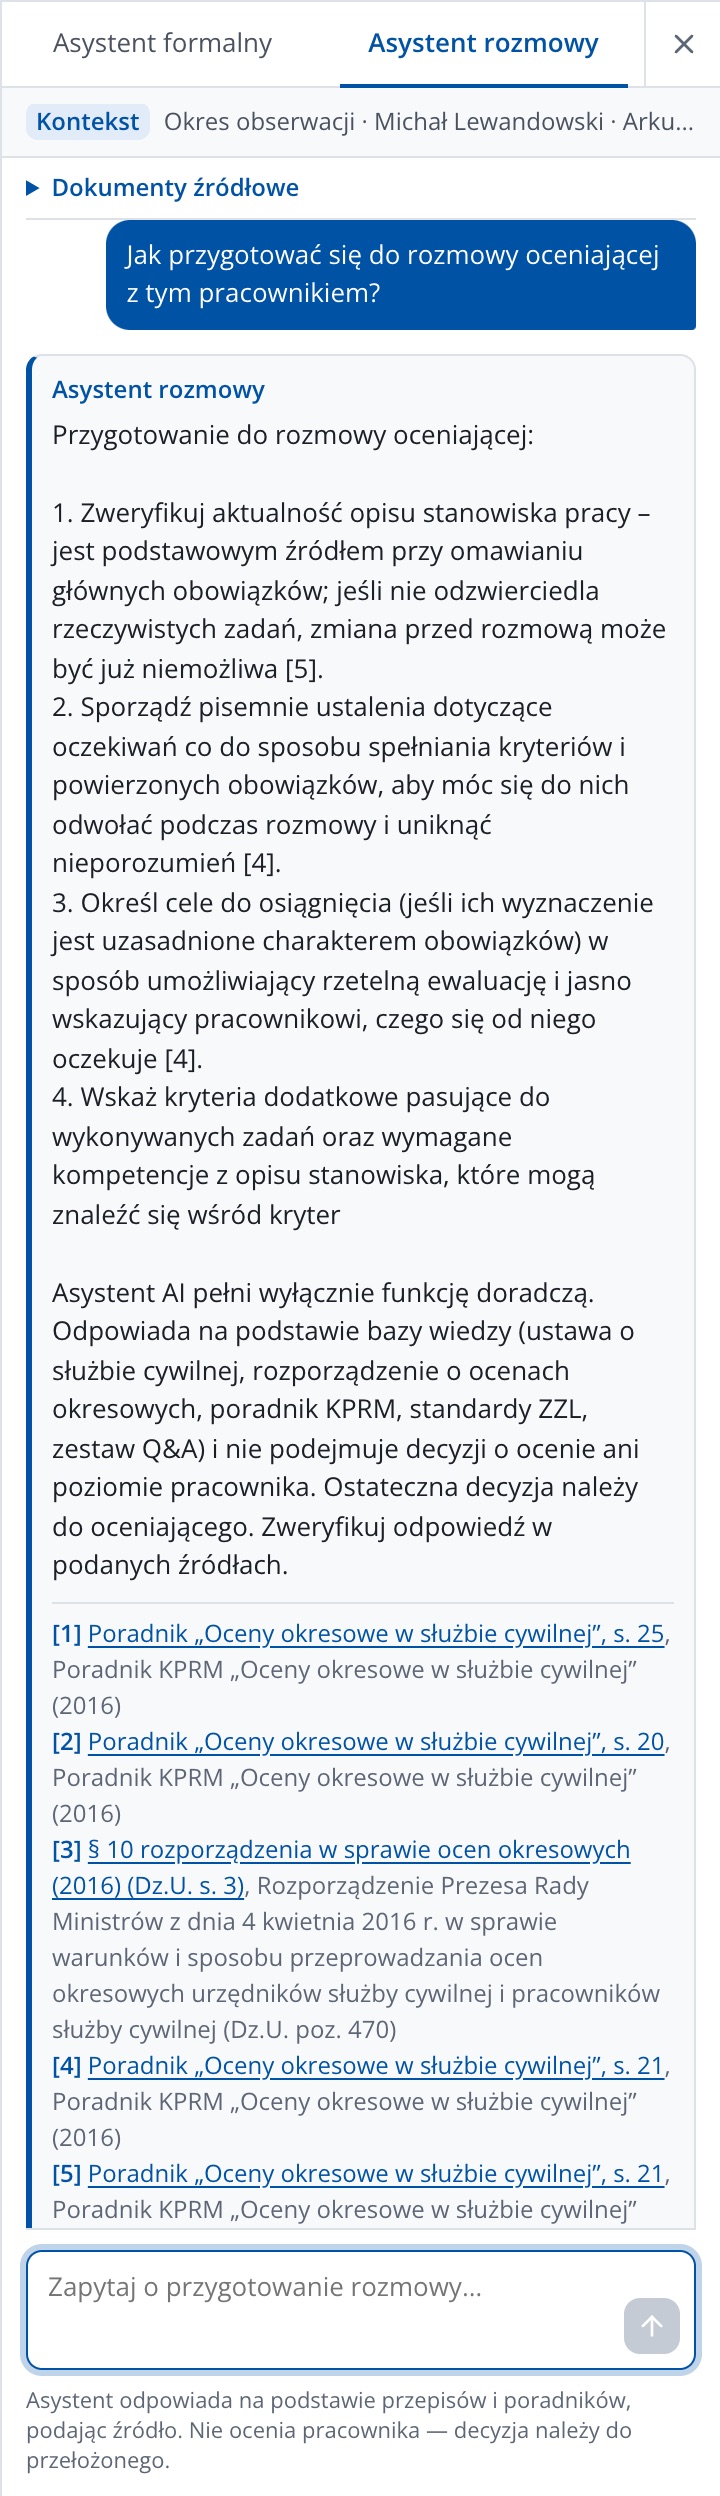 Asystent formalny
Asystent rozmowy
Kontekst Okres obserwacji · Michał Lewandowski · Arku...
Dokumenty źródłowe
Jak przygotować się do rozmowy oceniającej
z tym pracownikiem?
Asystent rozmowy
Przygotowanie do rozmowy oceniającej:
1. Zweryfikuj aktualność opisu stanowiska pracy –
jest podstawowym źródłem przy omawianiu
głównych obowiązków; jeśli nie odzwierciedla
rzeczywistych zadań, zmiana przed rozmową może
być już niemożliwa [5].
2. Sporządź pisemnie ustalenia dotyczące
oczekiwań co do sposobu spełniania kryteriów i
powierzonych obowiązków, aby móc się do nich
odwołać podczas rozmowy i uniknąć
nieporozumień [4].
3. Określ cele do osiągnięcia (jeśli ich wyznaczenie
jest uzasadnione charakterem obowiązków) w
sposób umożliwiający rzetelną ewaluację i jasno
wskazujący pracownikowi, czego się od niego
oczekuje [4].
4. Wskaż kryteria dodatkowe pasujące do
wykonywanych zadań oraz wymagane
kompetencje z opisu stanowiska, które mogą
znaleźć się wśród kryter
Asystent AI pełni wyłącznie funkcję doradczą.
Odpowiada na podstawie bazy wiedzy (ustawa o
służbie cywilnej, rozporządzenie o ocenach
okresowych, poradnik KPRM, standardy ZZL,
zestaw Q&A) i nie podejmuje decyzji o ocenie ani
poziomie pracownika. Ostateczna decyzja należy
do oceniającego. Zweryfikuj odpowiedź w
podanych źródłach.
[1] Poradnik „Oceny okresowe w służbie cywilnej”, s. 25,
Poradnik KPRM „Oceny okresowe w służbie cywilnej”
(2016)
[2] Poradnik „Oceny okresowe w służbie cywilnej”, s. 20,
Poradnik KPRM „Oceny okresowe w służbie cywilnej”
(2016)
[3] § 10 rozporządzenia w sprawie ocen okresowych
(2016) (Dz.U. s. 3), Rozporządzenie Prezesa Rady
Ministrów z dnia 4 kwietnia 2016 r. w sprawie
warunków i sposobu przeprowadzania ocen
okresowych urzędników służby cywilnej i pracowników
służby cywilnej (Dz.U. poz. 470)
[4] Poradnik „Oceny okresowe w służbie cywilnej”, s. 21,
Poradnik KPRM „Oceny okresowe w służbie cywilnej”
(2016)
[5] Poradnik „Oceny okresowe w służbie cywilnej”, s. 21,
Poradnik KPRM „Oceny okresowe w służbie cywilnej”
Zapytaj o przygotowanie rozmowy...
Asystent odpowiada na podstawie przepisów i poradników,
podając źródło. Nie ocenia pracownika — decyzja należy do
przełożonego.